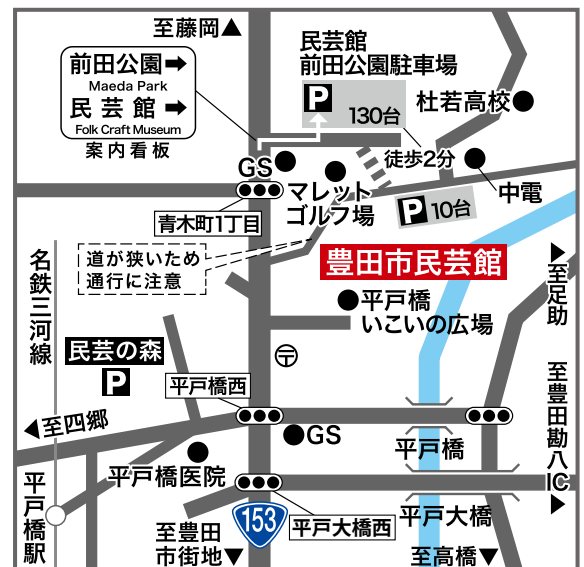 至藤岡▲
前田公園➡
Maeda Park
民芸館➡
Folk Craft Museum
案内看板
民芸館
前田公園駐車場
P
130台
杜若高校
徒歩2分
GS
マレット
ゴルフ場
中電
P 10台
青木町1丁目
道が狭いため
通行に注意
豊田市民芸館
▶至足助
名鉄三河線
平戸橋
いこいの広場
〒
民芸の森
P
平戸橋西
至豊田勘八IC▶
◀至四郷
GS
平戸橋
平戸橋医院
平戸橋駅
153
平戸大橋西
平戸大橋
至豊田
市街地▼
至高橋▼